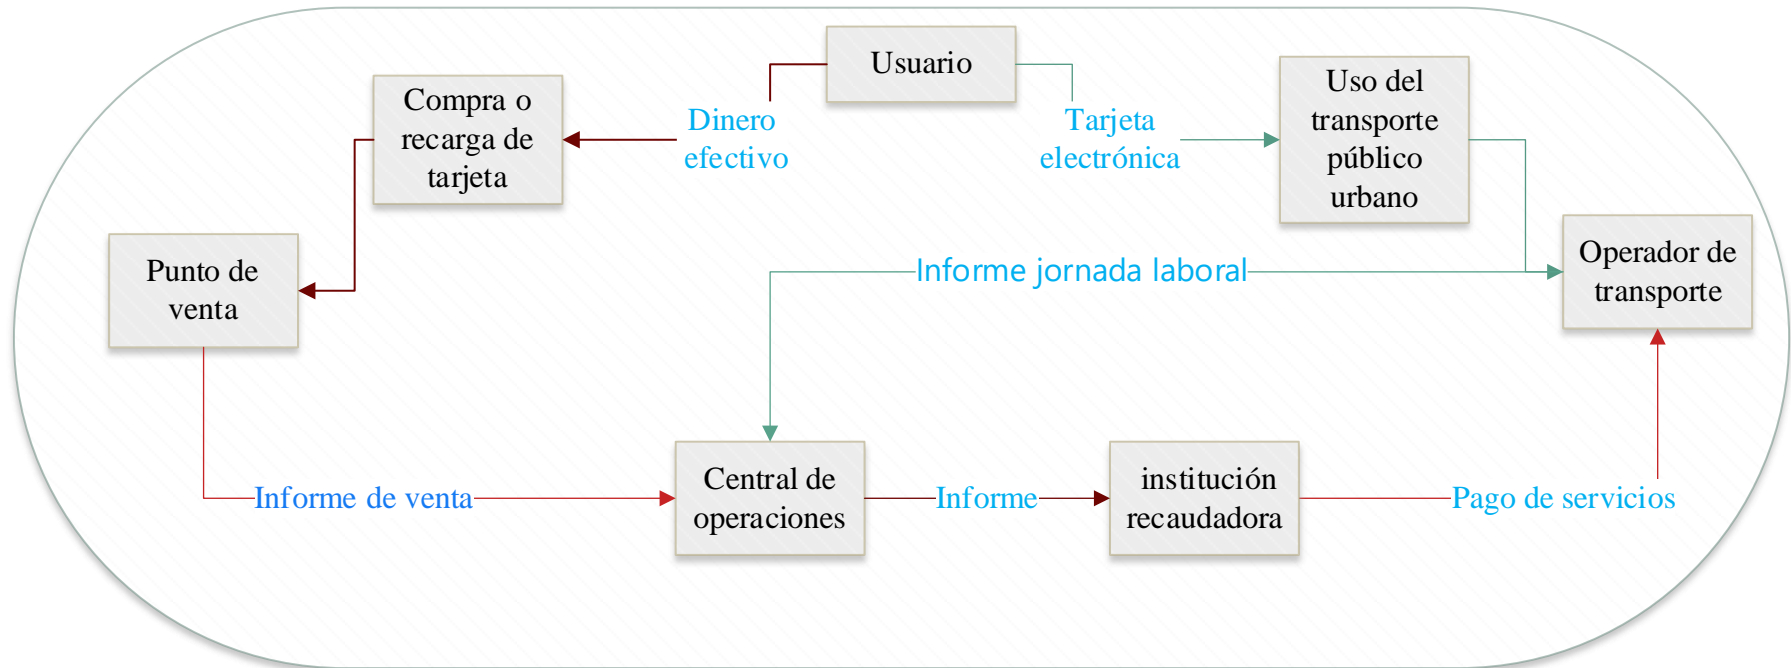 Usuario
Compra o
recarga de
tarjeta
Dinero
efectivo
Tarjeta
electrónica
Uso del
transporte
público
urbano
Punto de
venta
Informe jornada laboral
Operador de
transporte
Informe de venta
Central de
operaciones
Informe
institución
recaudadora
Pago de servicios